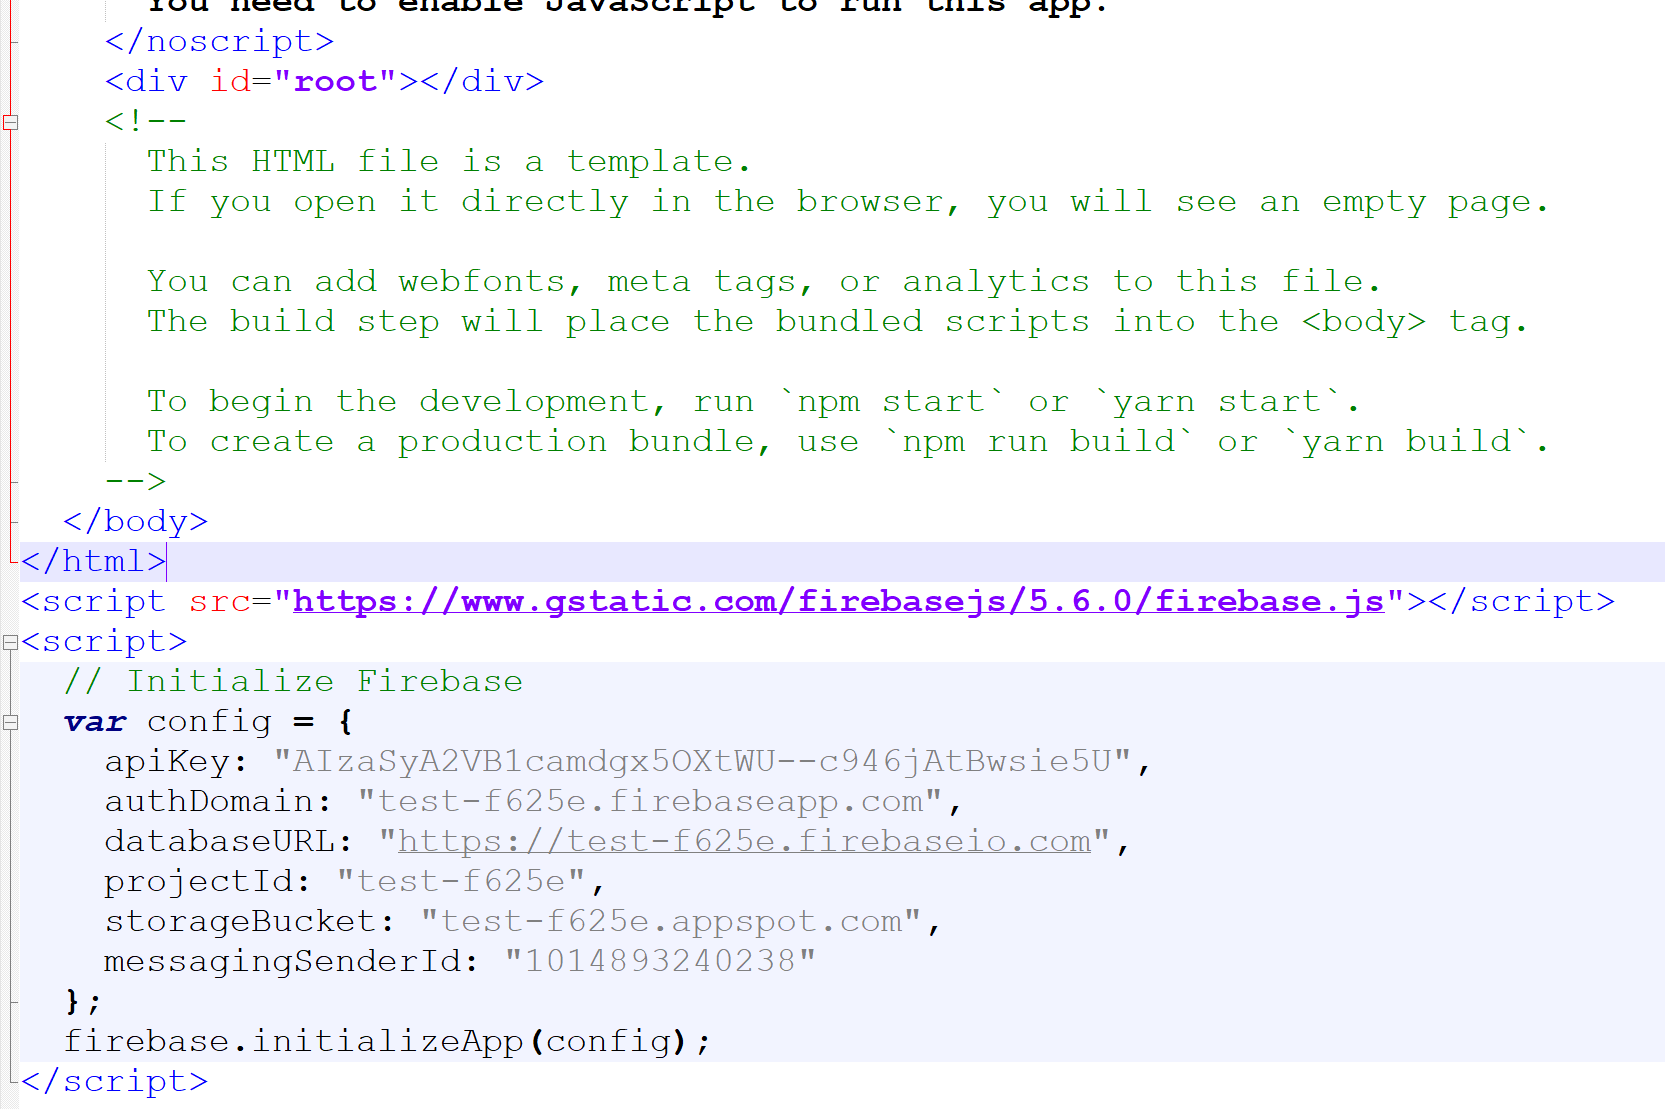 You need to enable JavaScript to run this app.
</noscript>
<div id="root"></div>
<!--
This HTML file is a template.
If you open it directly in the browser, you will see an empty page.
You can add webfonts, meta tags, or analytics to this file.
The build step will place the bundled scripts into the <body> tag.
To begin the development, run `npm start` or `yarn start`.
To create a production bundle, use `npm run build` or `yarn build`.
-->
</body>
</html>
<script src="https://www.gstatic.com/firebasejs/5.6.0/firebase.js"></script>
<script>
// Initialize Firebase
var config = {
apiKey: "AIzaSyA2VB1camdgx5OXtWU--c946jAtBwsie5U",
authDomain: "test-f625e.firebaseapp.com",
databaseURL: "https://test-f625e.firebaseio.com",
projectId: "test-f625e",
storageBucket: "test-f625e.appspot.com",
messagingSenderId: "1014893240238"
};
firebase.initializeApp(config);
</script>